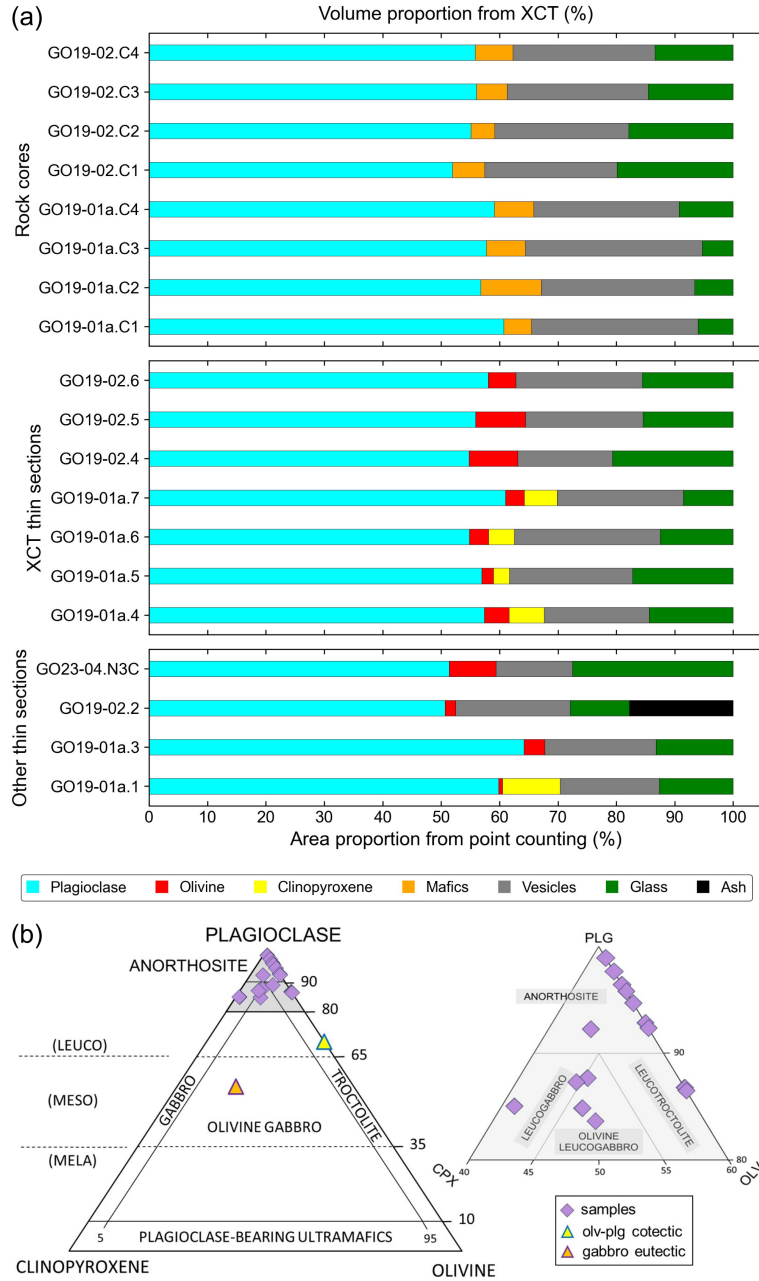 (a)
Volume proportion from XCT (%)
Rock cores
GO19-02.C4
GO19-02.C3
GO19-02.C2
GO19-02.C1
GO19-01a.C4
GO19-01a.C3
GO19-01a.C2
GO19-01a.C1
XCT thin sections
GO19-02.6
GO19-02.5
GO19-02.4
GO19-01a.7
GO19-01a.6
GO19-01a.5
GO19-01a.4
Other thin sections
GO23-04.N3C
GO19-02.2
GO19-01a.3
GO19-01a.1
0 10 20 30 40 50 60 70 80 90 100
Area proportion from point counting (%)
Plagioclase Olivine Clinopyroxene Mafics Vesicles Glass Ash
(b)
PLAGIOCLASE
ANORTHOSITE
90
80
(LEUCO)
65
GABBRO
TROCTOLITE
(MESO)
OLIVINE GABBRO
35
(MELA)
10
PLAGIOCLASE-BEARING ULTRAMAFICS
5
95
CLINOPYROXENE
OLIVINE
PLG
ANORTHOSITE
90
LEUCOGABBRO
LEUCOTROCTOLITE
OLIVINE
LEUCOGABBRO
80
CPX
OLV
40 45 50 55 60
samples
olv-plg cotectic
gabbro eutectic